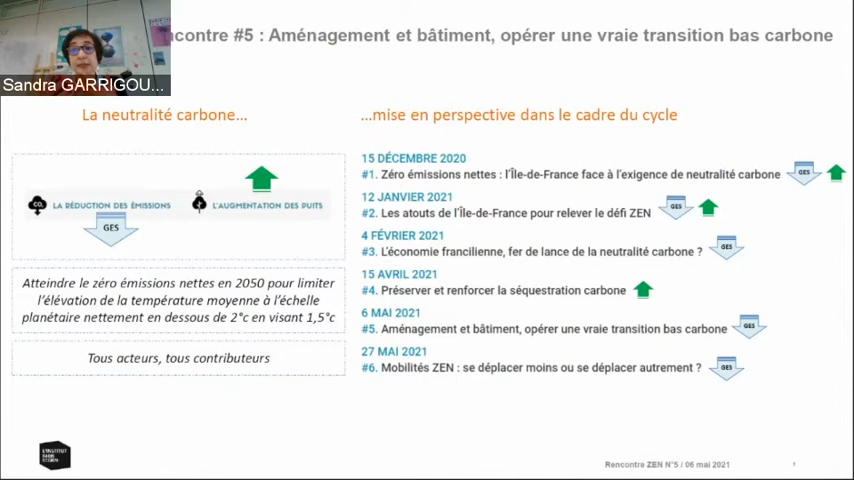 contre #5 : Aménagement et bâtiment, opérer une vraie transition bas carbone
Sandra GARRIGOU...
La neutralité carbone...
LA RÉDUCTION DES ÉMISSIONS
L'AUGMENTATION DES PUITS
GES
Atteindre le zéro émissions nettes en 2050 pour limiter
l'élévation de la température moyenne à l'échelle
planétaire nettement en dessous de 2°c en visant 1,5°c
Tous acteurs, tous contributeurs
...mise en perspective dans le cadre du cycle
15 DÉCEMBRE 2020
#1. Zéro émissions nettes : l'Île-de-France face à l'exigence de neutralité carbone GES
12 JANVIER 2021
#2. Les atouts de l'Île-de-France pour relever le défi ZEN GES
4 FÉVRIER 2021
#3. L'économie francilienne, fer de lance de la neutralité carbone ? GES
15 AVRIL 2021
#4. Préserver et renforcer la séquestration carbone
6 MAI 2021
#5. Aménagement et bâtiment, opérer une vraie transition bas carbone GES
27 MAI 2021
#6. Mobilités ZEN : se déplacer moins ou se déplacer autrement ? GES
L'INSTITUT
Rencontre ZEN N°5 / 06 mai 2021